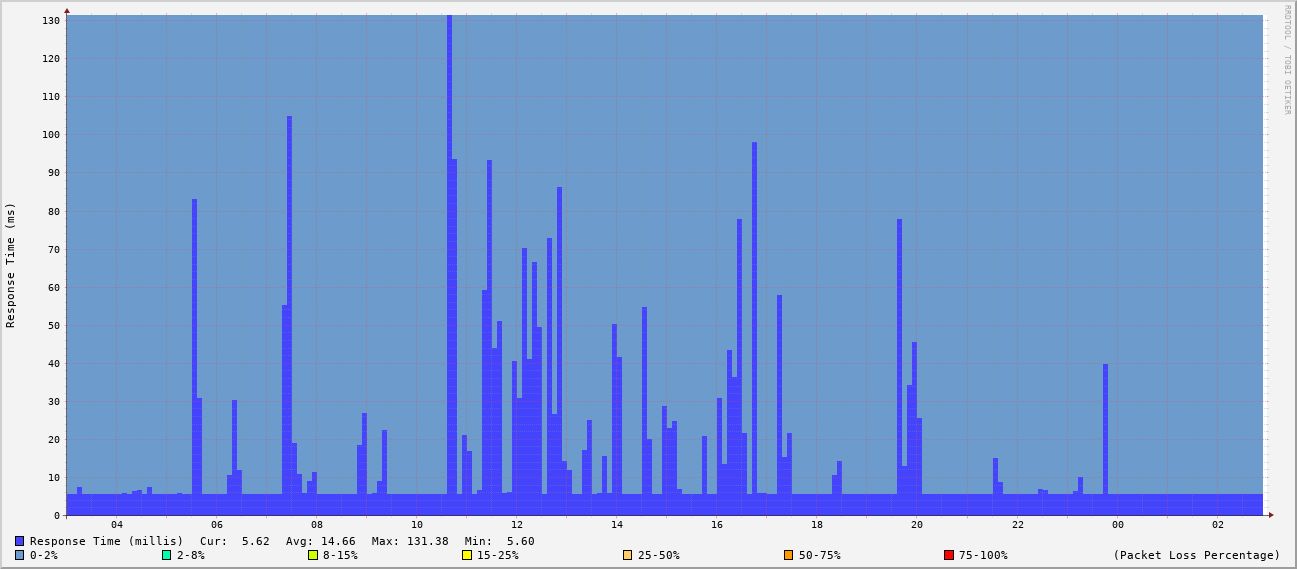 RRDTOOL / TOBI OETIKER
Response Time (ms)
130
120
110
100
90
80
70
60
50
40
30
20
10
0
04 06 08 10 12 14 16 18 20 22 00 02
Response Time (millis) Cur: 5.62 Avg: 14.66 Max: 131.38 Min: 5.60
0-2% 2-8% 8-15% 15-25% 25-50% 50-75% 75-100% (Packet Loss Percentage)